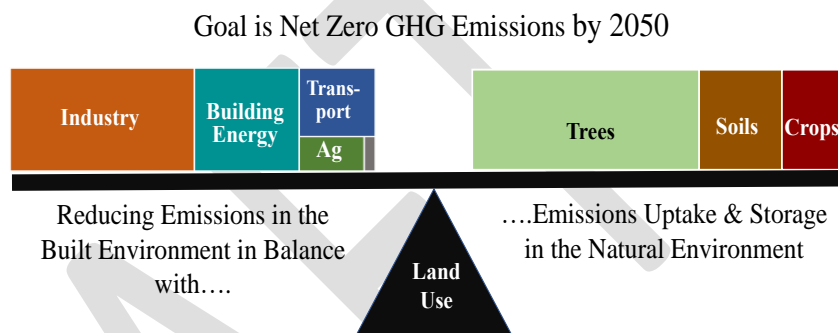 Goal is Net Zero GHG Emissions by 2050
Industry
Building
Energy
Trans-
port
Ag
Trees
Soils
Crops
Reducing Emissions in the
Built Environment in Balance
with….
….Emissions Uptake & Storage
in the Natural Environment
Land
Use